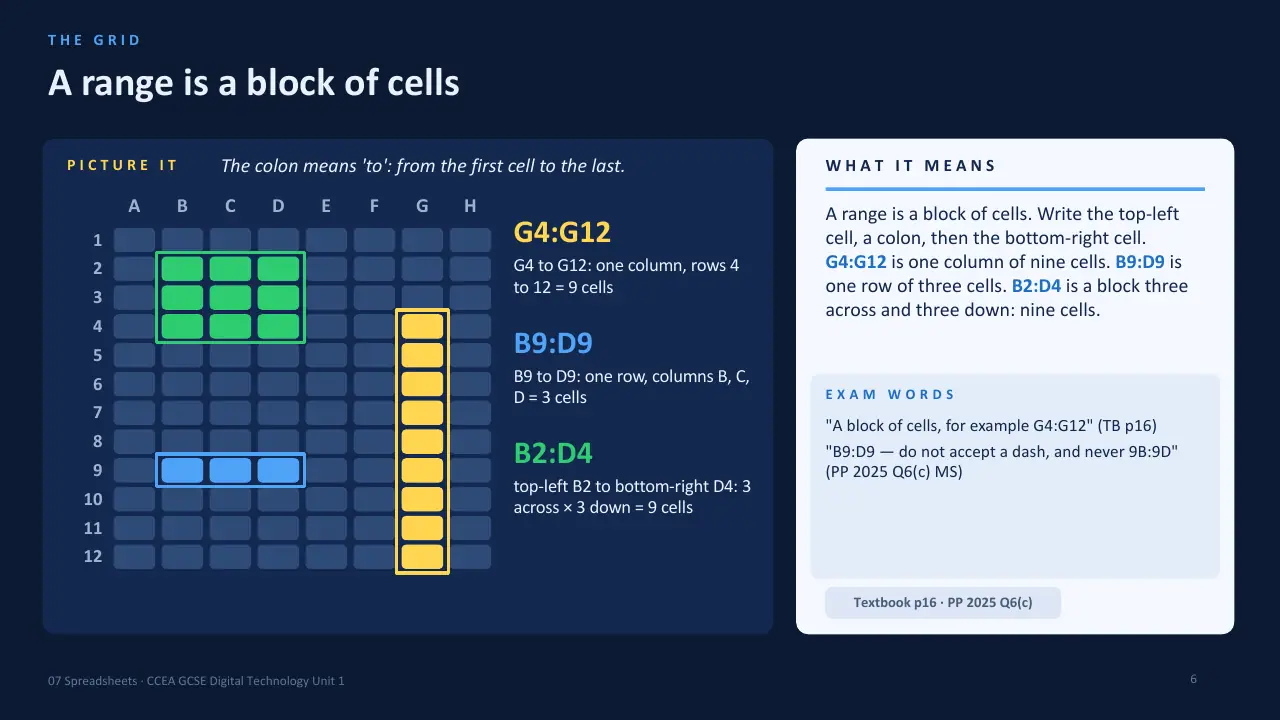 THE GRID
A range is a block of cells
PICTURE IT
The colon means 'to': from the first cell to the last.
A B C D E F G H
1
2
3
4
5
6
7
8
9
10
11
12
G4:G12
G4 to G12: one column, rows 4
to 12 = 9 cells
B9:D9
B9 to D9: one row, columns B, C,
D = 3 cells
B2:D4
top-left B2 to bottom-right D4: 3
across × 3 down = 9 cells
WHAT IT MEANS
A range is a block of cells. Write the top-left
cell, a colon, then the bottom-right cell.
G4:G12 is one column of nine cells. B9:D9 is
one row of three cells. B2:D4 is a block three
across and three down: nine cells.
EXAM WORDS
"A block of cells, for example G4:G12" (TB p16)
"B9:D9 — do not accept a dash, and never 9B:9D"
(PP 2025 Q6(c) MS)
Textbook p16 · PP 2025 Q6(c)
07 Spreadsheets · CCEA GCSE Digital Technology Unit 1
6